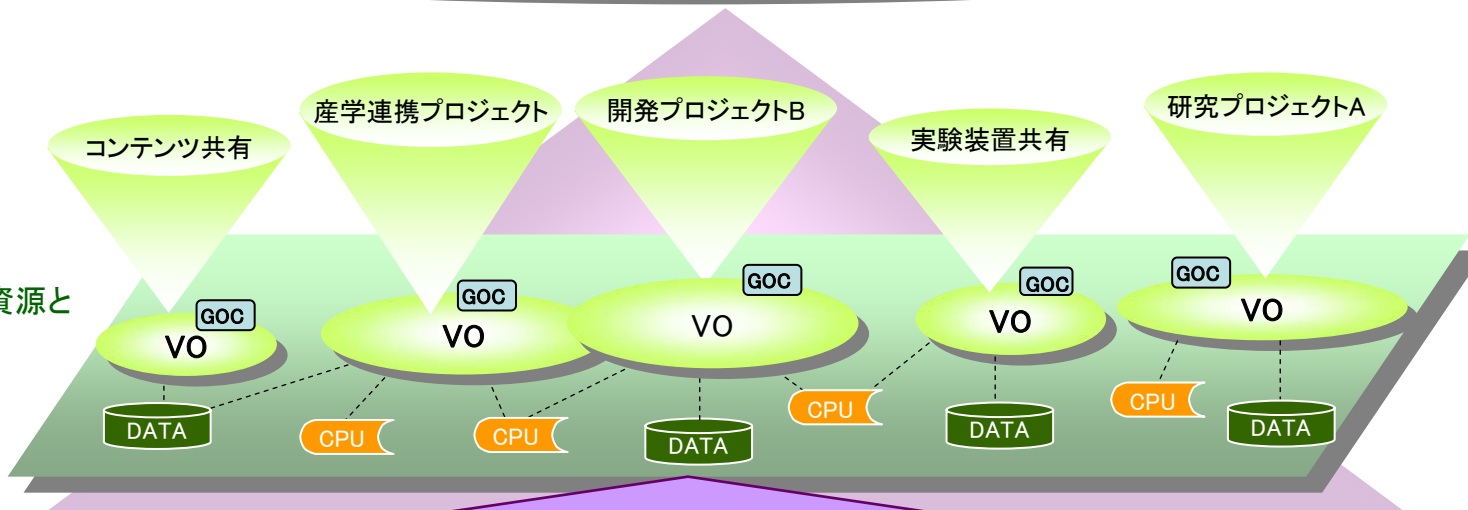 コンテンツ共有
産学連携プロジェクト
開発プロジェクトB
実験装置共有
研究プロジェクトA
資源と
GOC
VO
GOC
VO
GOC
VO
GOC
VO
GOC
VO
DATA
CPU
CPU
DATA
CPU
DATA
CPU
DATA